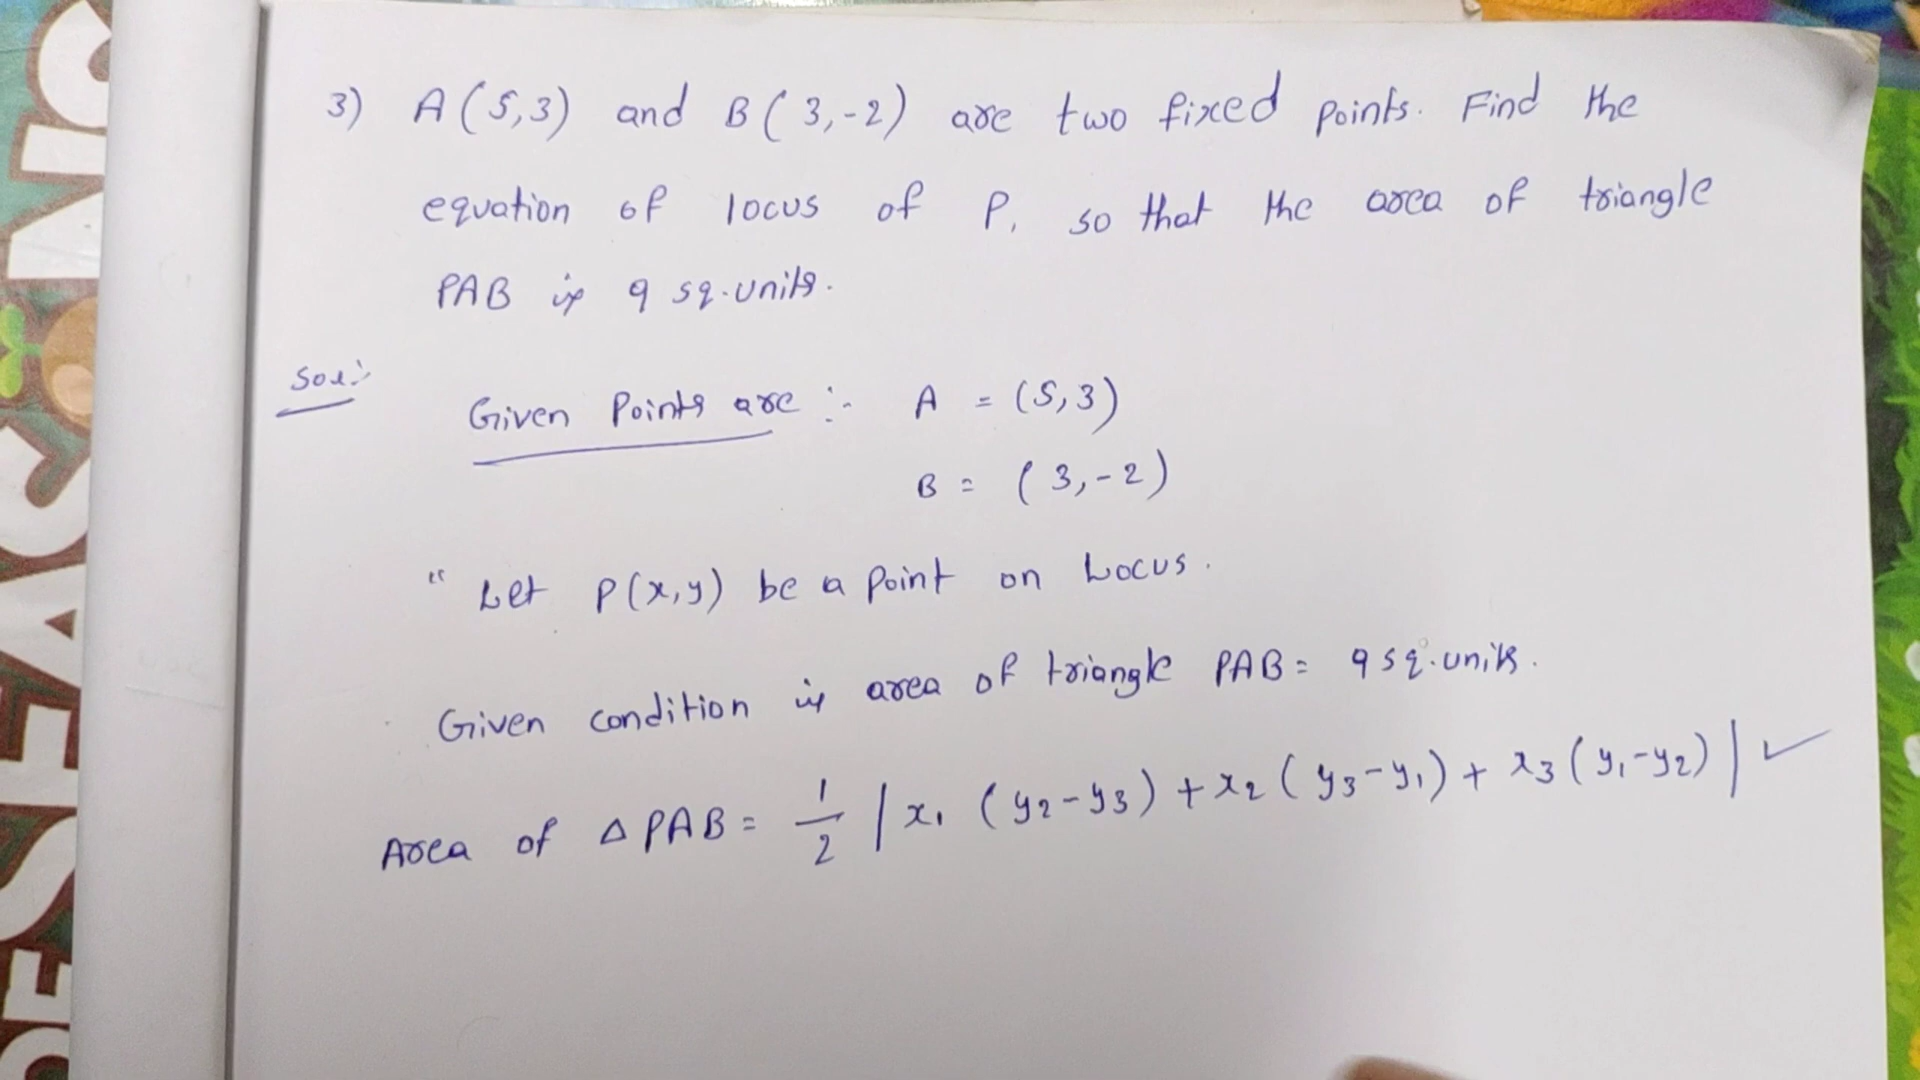 3) A(5,3) and B(3,-2) are two fixed points. Find the
equation of locus of P, so that the area of triangle
PAB is 9 sq.units.
Sol:-
Given Points are :- A = (5,3)
B = (3,-2)
" Let P(x,y) be a point on Locus.
Given condition is area of triangle PAB = 9 sq.units.
Area of △PAB = 1/2 |x₁(y₂-y₃)+x₂(y₃-y₁)+x₃(y₁-y₂)| ✓